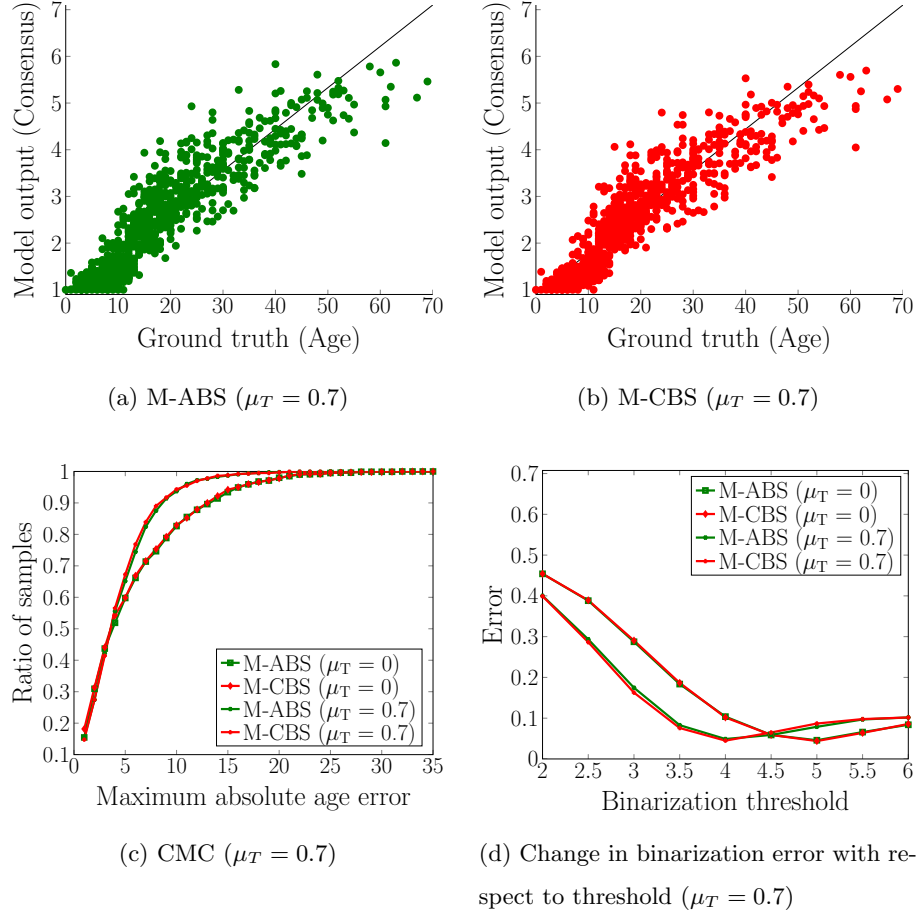 7
6
5
4
3
2
1
0 10 20 30 40 50 60 70
Model output (Consensus)
Ground truth (Age)
(a) M-ABS (μT = 0.7)
7
6
5
4
3
2
1
0 10 20 30 40 50 60 70
Model output (Consensus)
Ground truth (Age)
(b) M-CBS (μT = 0.7)
1
0.9
0.8
0.7
0.6
0.5
0.4
0.3
0.2
0.1
5 10 15 20 25 30 35
Ratio of samples
Maximum absolute age error
M-ABS (μT = 0)
M-CBS (μT = 0)
M-ABS (μT = 0.7)
M-CBS (μT = 0.7)
(c) CMC (μT = 0.7)
0.7
0.6
0.5
0.4
0.3
0.2
0.1
0
2 2.5 3 3.5 4 4.5 5 5.5 6
Error
Binarization threshold
M-ABS (μT = 0)
M-CBS (μT = 0)
M-ABS (μT = 0.7)
M-CBS (μT = 0.7)
(d) Change in binarization error with re-
spect to threshold (μT = 0.7)